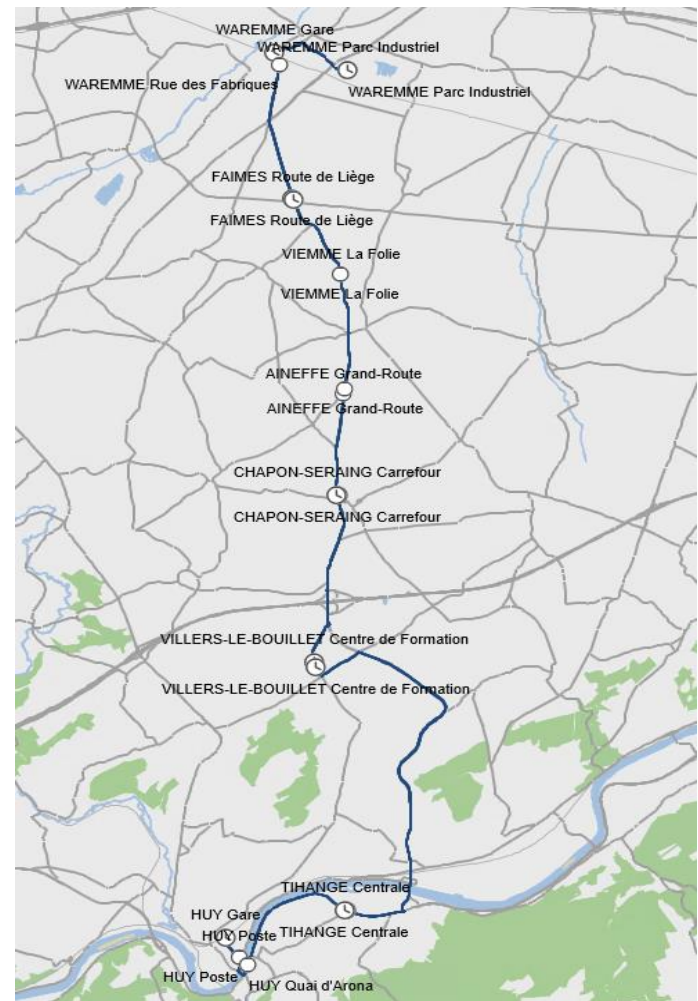 WAREMME Gare
WAREMME Parc Industriel
WAREMME Rue des Fabriques
WAREMME Parc Industriel
FAIMES Route de Liège
FAIMES Route de Liège
VIEMME La Folie
VIEMME La Folie
AINEFFE Grand-Route
AINEFFE Grand-Route
CHAPON-SERAING Carrefour
CHAPON-SERAING Carrefour
VILLERS-LE-BOUILLET Centre de Formation
VILLERS-LE-BOUILLET Centre de Formation
TIHANGE Centrale
HUY Gare
TIHANGE Centrale
HUY Poste
HUY Poste
HUY Quai d'Arona